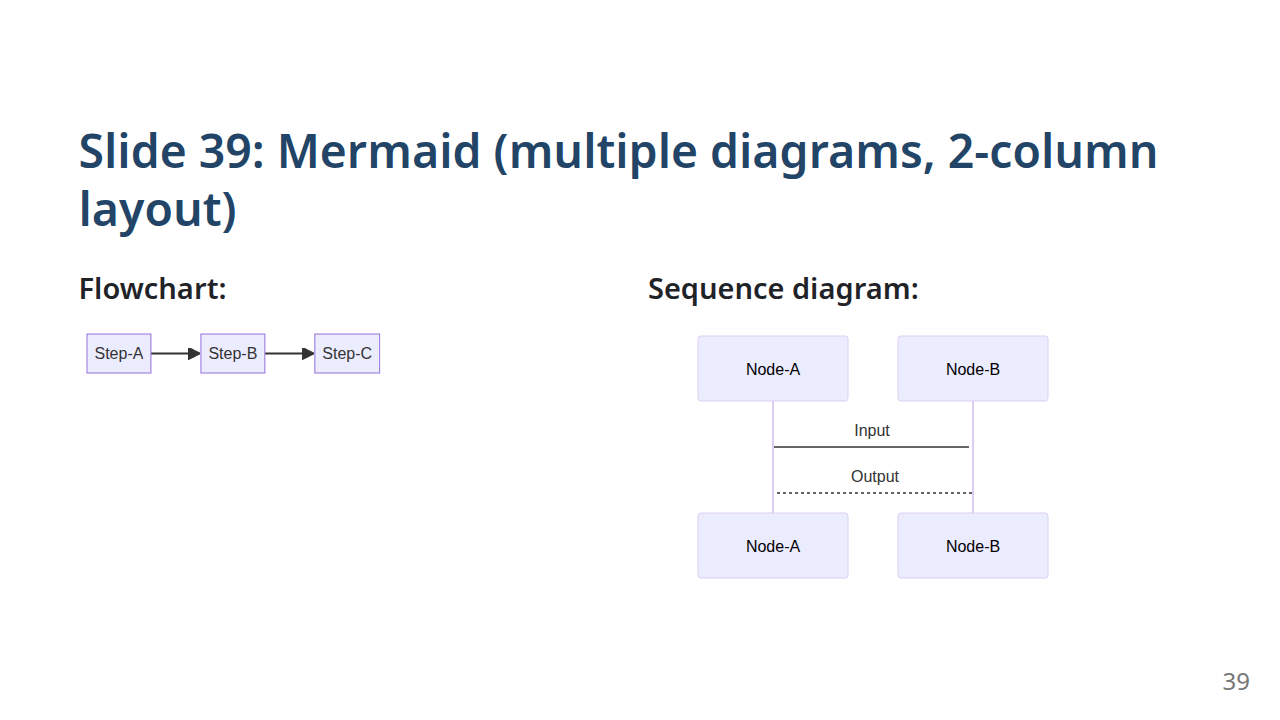 Slide 39: Mermaid (multiple diagrams, 2-column
layout)
Flowchart:
Step-A
Step-B
Step-C
Sequence diagram:
Node-A
Node-B
Input
Output
Node-A
Node-B
39